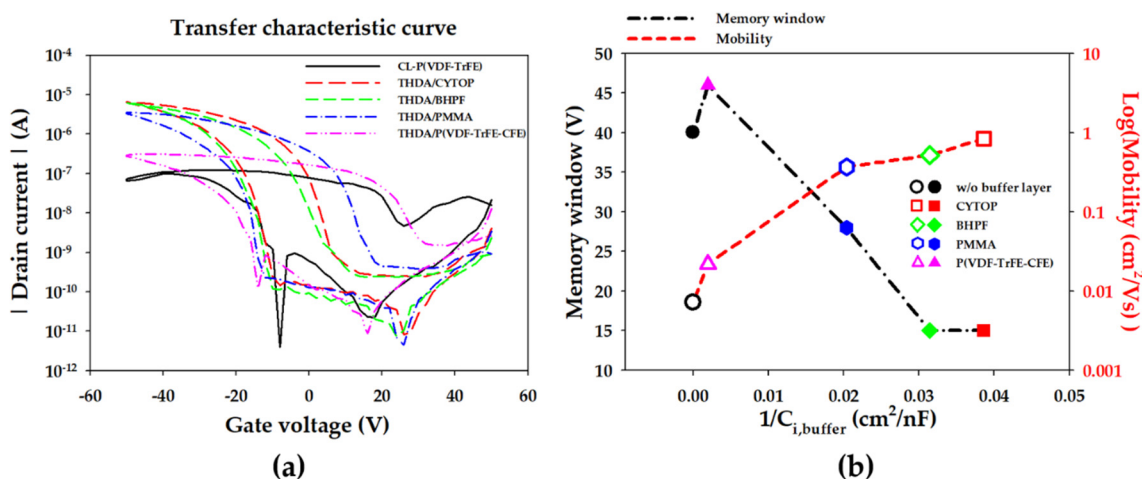 Transfer characteristic curve
| Drain current | (A)
10-4
10-5
10-6
10-7
10-8
10-9
10-10
10-11
10-12
CL-P(VDF-TrFE)
THDA/CYTOP
THDA/BHPF
THDA/PMMA
THDA/P(VDF-TrFE-CFE)
-60 -40 -20 0 20 40 60
Gate voltage (V)
(a)
Memory window
Mobility
Memory window (V)
50
45
40
35
30
25
20
15
10
w/o buffer layer
CYTOP
BHPF
PMMA
P(VDF-TrFE-CFE)
10
1
0.1
0.01
0.001
Log(Mobility (cm2/Vs)
0.00 0.01 0.02 0.03 0.04 0.05
1/Ci,buffer (cm2/nF)
(b)